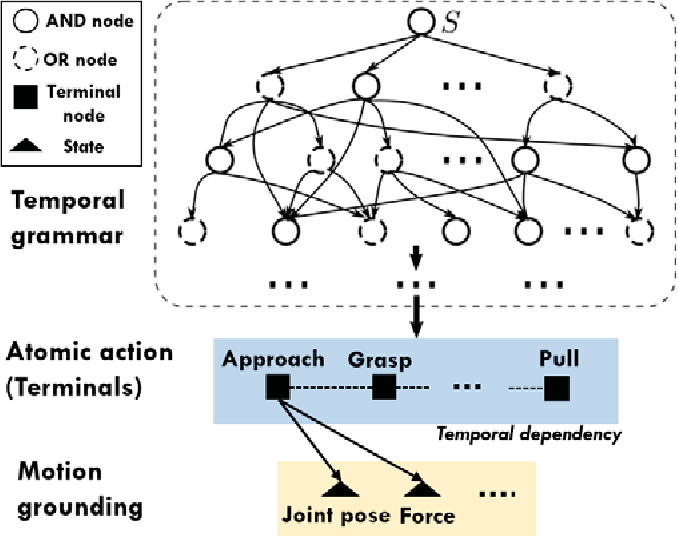 AND node
OR node
Terminal
node
State
S
Temporal
grammar
Atomic action
(Terminals)
Approach Grasp Pull
Temporal dependency
Motion
grounding
Joint pose Force